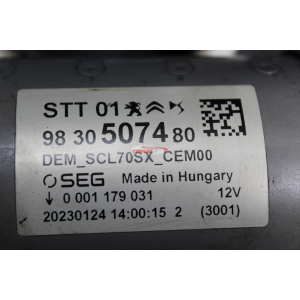 STT 01
98 30 5074 80
DEM_SCL70SX_CEM00
SEG Made in Hungary
0 001 179 031 12V
20230124 14:00:15 2 (3001)